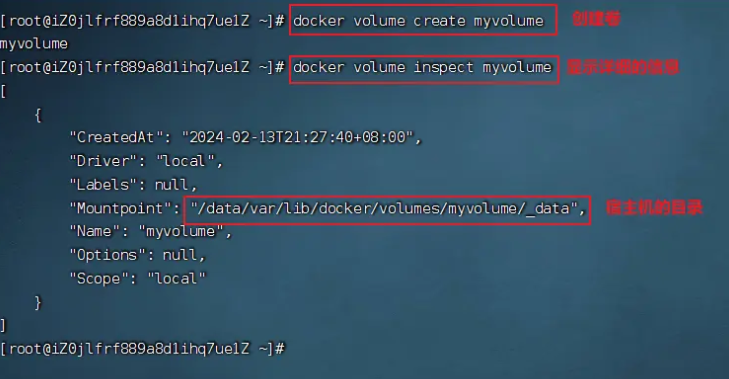 [root@iZ0jlfrf889a8d1ihq7ue1Z ~]# docker volume create myvolume 创建卷
myvolume
[root@iZ0jlfrf889a8d1ihq7ue1Z ~]# docker volume inspect myvolume 显示详细的信息
[
    {
        "CreatedAt": "2024-02-13T21:27:40+08:00",
        "Driver": "local",
        "Labels": null,
        "Mountpoint": "/data/var/lib/docker/volumes/myvolume/_data", 宿主机的目录
        "Name": "myvolume",
        "Options": null,
        "Scope": "local"
    }
]
[root@iZ0jlfrf889a8d1ihq7ue1Z ~]#